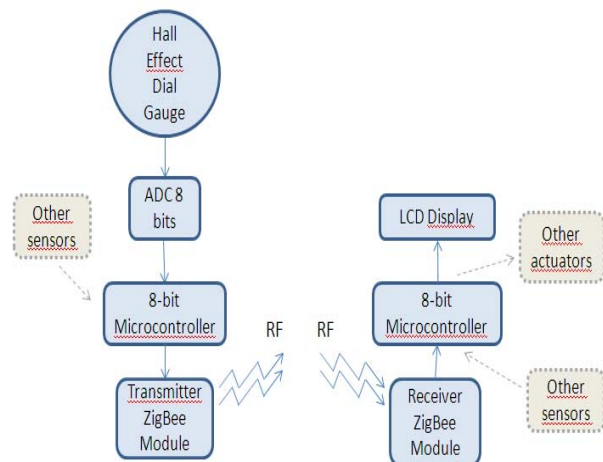 Hall
Effect
Dial
Gauge
ADC 8
bits
Other
sensors
8-bit
Microcontroller
Transmitter
ZigBee
Module
RF
RF
LCD Display
Other
actuators
8-bit
Microcontroller
Receiver
ZigBee
Module
Other
sensors